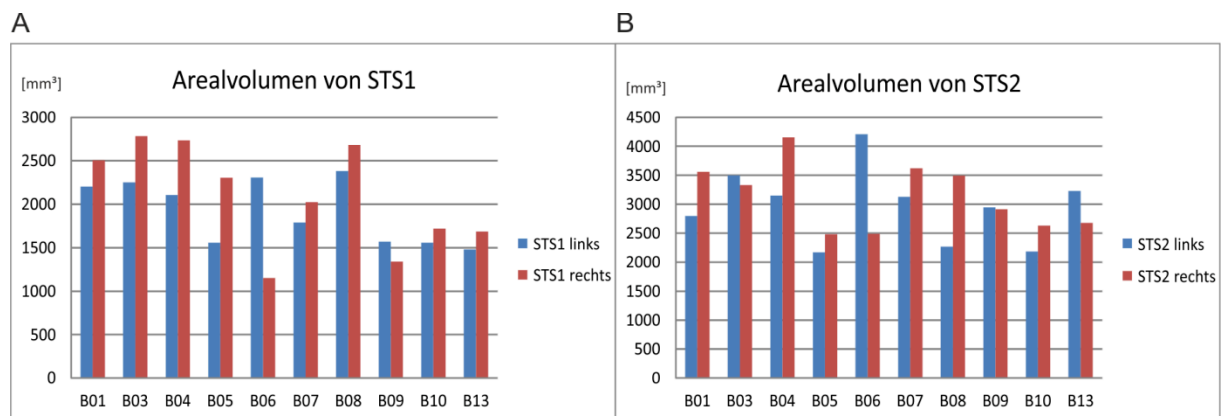 A
[mm³]
Arealvolumen von STS1
3000
2500
2000
1500
1000
500
0
B01 B03 B04 B05 B06 B07 B08 B09 B10 B13
STS1 links
STS1 rechts
B
[mm³]
Arealvolumen von STS2
4500
4000
3500
3000
2500
2000
1500
1000
500
0
B01 B03 B04 B05 B06 B07 B08 B09 B10 B13
STS2 links
STS2 rechts